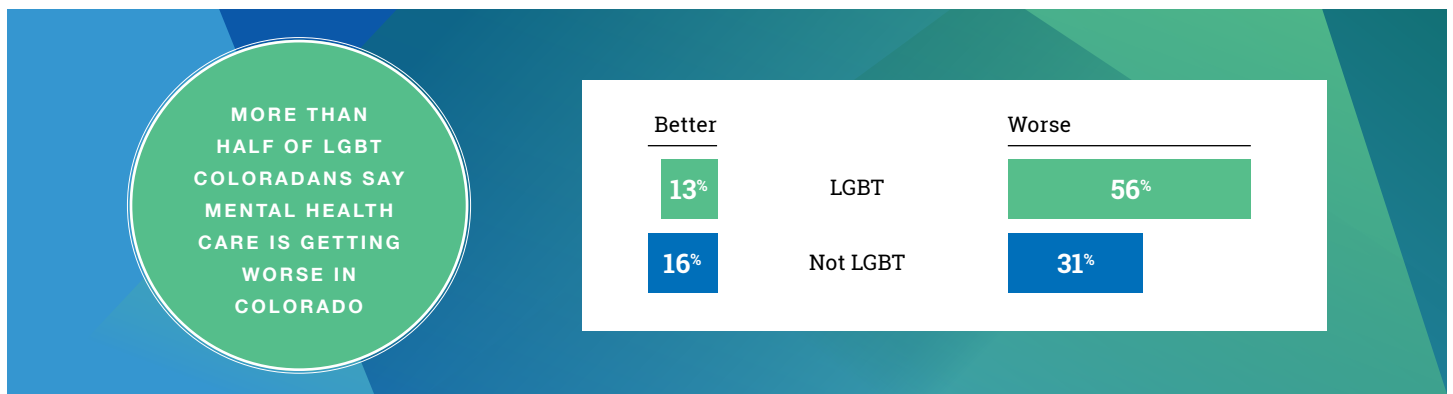 MORE THAN
HALF OF LGBT
COLORADANS SAY
MENTAL HEALTH
CARE IS GETTING
WORSE IN
COLORADO
Better Worse
13% LGBT 56%
16% Not LGBT 31%